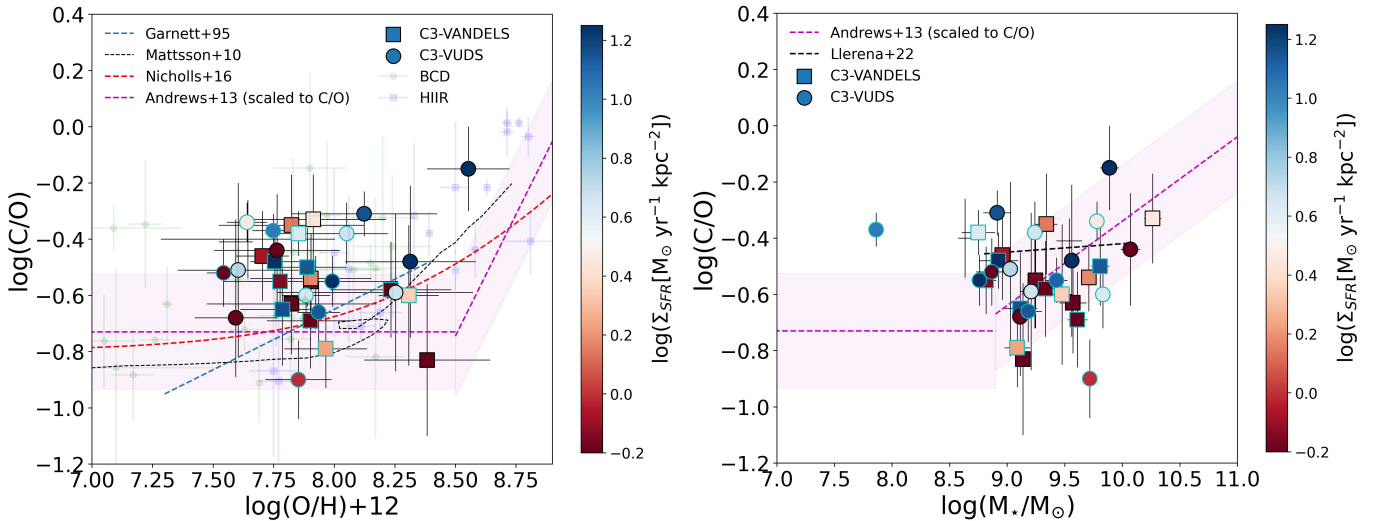 0.4
0.2
0.0
−0.2
−0.4
−0.6
−0.8
−1.0
−1.2
log(C/O)
Garnett+95
Mattsson+10
Nicholls+16
Andrews+13 (scaled to C/O)
C3-VANDELS
C3-VUDS
BCD
HIIR
7.00 7.25 7.50 7.75 8.00 8.25 8.50 8.75
log(O/H)+12
1.2
1.0
0.8
0.6
0.4
0.2
0.0
−0.2
log(Σ_SFR[M⊙ yr⁻¹ kpc⁻²])
0.4
0.2
0.0
−0.2
−0.4
−0.6
−0.8
−1.0
−1.2
log(C/O)
Andrews+13 (scaled to C/O)
Llerena+22
C3-VANDELS
C3-VUDS
7.0 7.5 8.0 8.5 9.0 9.5 10.0 10.5 11.0
log(M⋆/M⊙)
1.2
1.0
0.8
0.6
0.4
0.2
0.0
−0.2
log(Σ_SFR[M⊙ yr⁻¹ kpc⁻²])